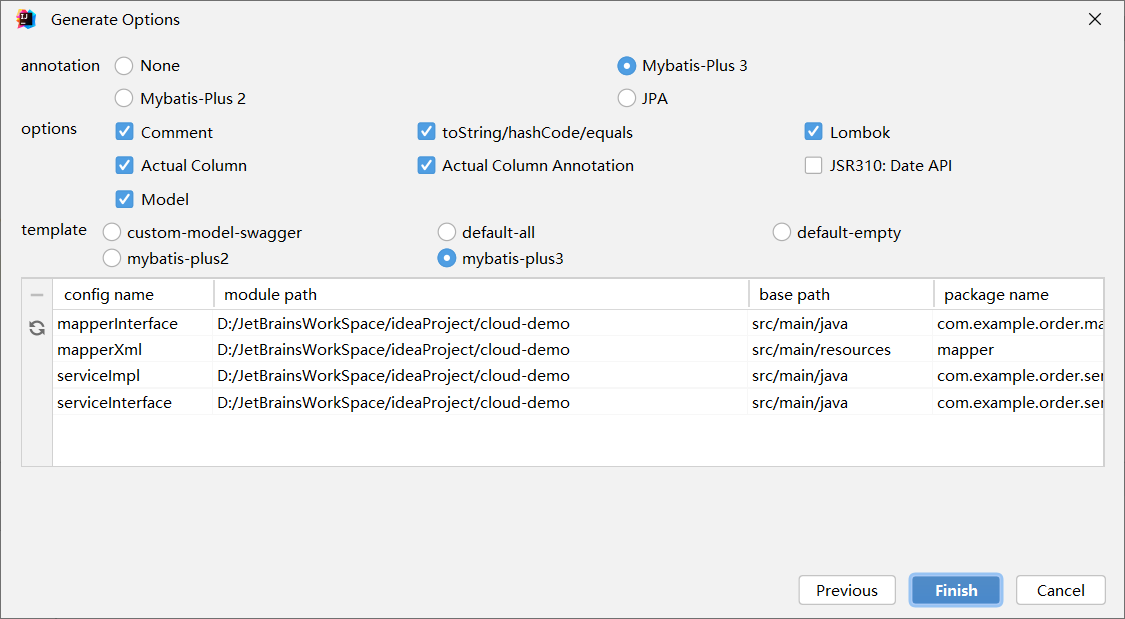 Generate Options
annotation None Mybatis-Plus 3
Mybatis-Plus 2 JPA
options Comment toString/hashCode/equals Lombok
Actual Column Actual Column Annotation JSR310: Date API
Model
template custom-model-swagger default-all default-empty
mybatis-plus2 mybatis-plus3
config name module path base path package name
mapperInterface D:/JetBrainsWorkSpace/ideaProject/cloud-demo src/main/java com.example.order.ma
mapperXml D:/JetBrainsWorkSpace/ideaProject/cloud-demo src/main/resources mapper
serviceImpl D:/JetBrainsWorkSpace/ideaProject/cloud-demo src/main/java com.example.order.ser
serviceInterface D:/JetBrainsWorkSpace/ideaProject/cloud-demo src/main/java com.example.order.ser
Previous Finish Cancel